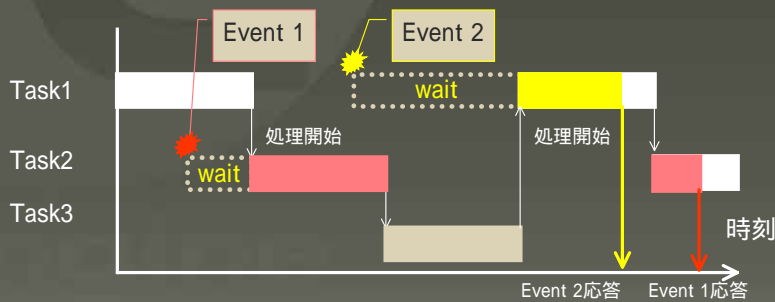 Event 1
Event 2
Task1
wait
処理開始
処理開始
Task2
wait
Task3
時刻
Event 2応答
Event 1応答